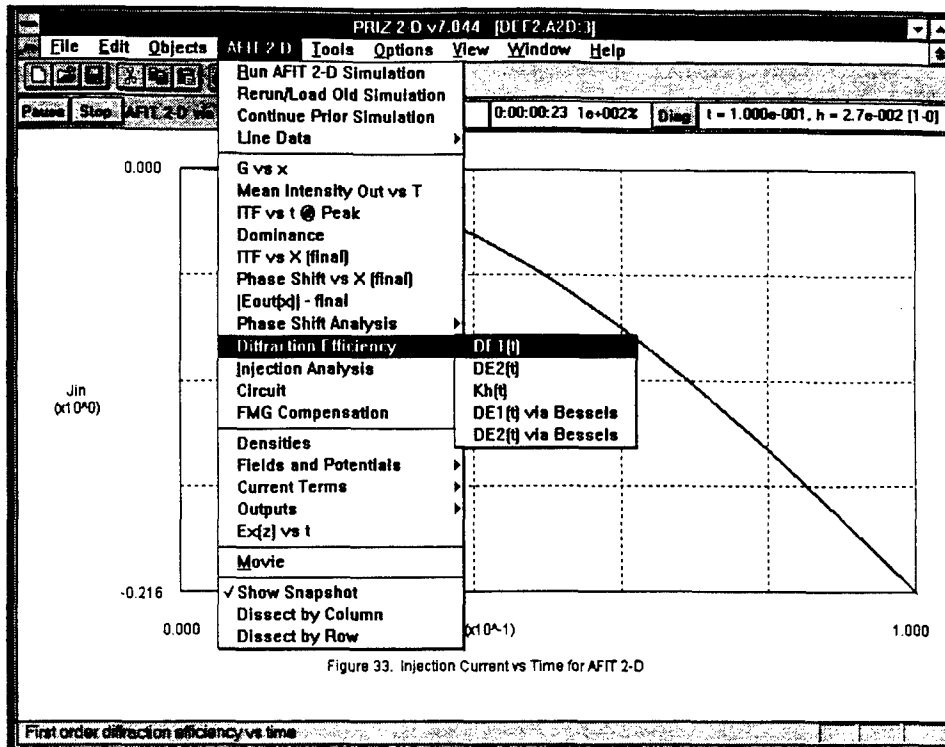 PRIZ 2-D v7.044 [DEF2.A2D:3]
File Edit Objects AFIT 2-D Tools Options View Window Help
Pause Stop AFIT 2-D 0:00:00:23 1e+002% Diag t = 1.000e-001, h = 2.7e-002 [1-0]
Run AFIT 2-D Simulation
Rerun/Load Old Simulation
Continue Prior Simulation
Line Data
G vs x
Mean Intensity Out vs T
ITF vs t @ Peak
Dominance
ITF vs X (final)
Phase Shift vs X (final)
|Eout(x)| - final
Phase Shift Analysis
Diffraction Efficiency
Injection Analysis
Circuit
FMG Compensation
Densities
Fields and Potentials
Current Terms
Outputs
Ex(z) vs t
Movie
✓ Show Snapshot
Dissect by Column
Dissect by Row
DE1(t)
DE2(t)
Kh(t)
DE1(t) via Bessels
DE2(t) via Bessels
0.000
Jin
(x10^0)
-0.216
0.000
(x10^-1)
1.000
Figure 33. Injection Current vs Time for AFIT 2-D
First order diffraction efficiency vs time